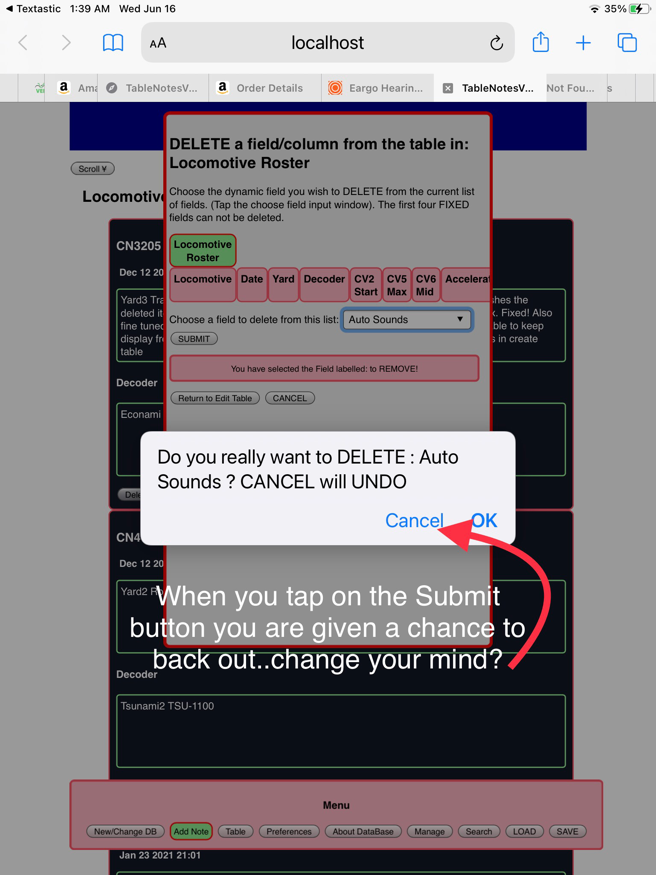 ◀ Textastic 1:39 AM Wed Jun 16 35%
AA localhost
Ama TableNotesV... Order Details Eargo Hearin... TableNotesV... Not Fou... s
Scroll ¥
DELETE a field/column from the table in:
Locomotive Roster
Locomotive
Choose the dynamic field you wish to DELETE from the current list
of fields. (Tap the choose field input window). The first four FIXED
fields can not be deleted.
CN3205
Locomotive
Roster
Dec 12 20
Locomotive Date Yard Decoder CV2 Start CV5 Max CV6 Mid Accelerat
Yard3 Tra
deleted it
fine tuned
display fr
table
shes the
x. Fixed! Also
ble to keep
s in create
Choose a field to delete from this list: Auto Sounds ▼
SUBMIT
You have selected the Field labelled: to REMOVE!
Decoder
Return to Edit Table CANCEL
Econami
Do you really want to DELETE : Auto
Sounds ? CANCEL will UNDO
Cancel OK
Dele
CN4
Dec 12 20
Yard2 Ro
When you tap on the Submit
button you are given a chance to
back out..change your mind?
Decoder
Tsunami2 TSU-1100
Menu
New/Change DB Add Note Table Preferences About DataBase Manage Search LOAD SAVE
Jan 23 2021 21:01